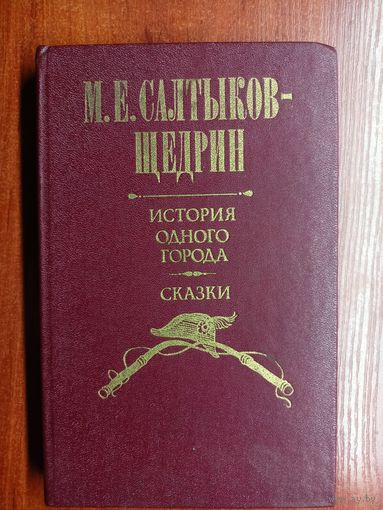 М.Е.САЛТЫКОВ-
ЩЕДРИН
ИСТОРИЯ
ОДНОГО
ГОРОДА
СКАЗКИ